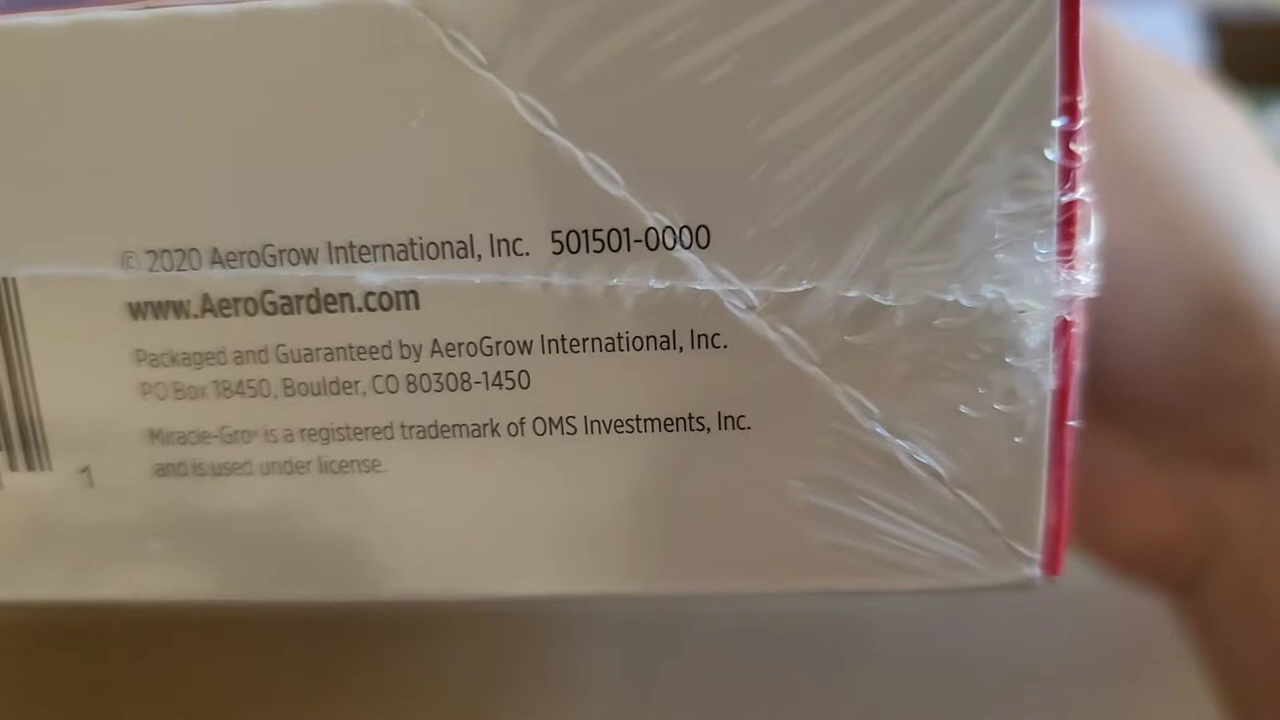 © 2020 AeroGrow International, Inc. 501501-0000
www.AeroGarden.com
Packaged and Guaranteed by AeroGrow International, Inc.
PO Box 18450, Boulder, CO 80308-1450
Miracle-Gro® is a registered trademark of OMS Investments, Inc.
and is used under license.
1